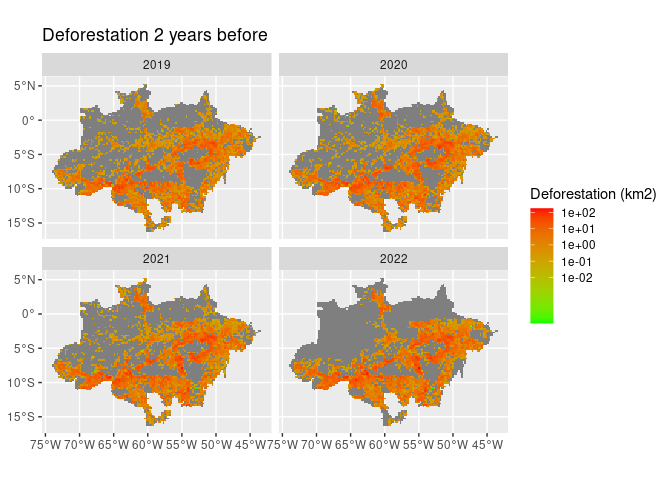 Deforestation 2 years before
2019
2020
5°N
0°
5°S
10°S
15°S
2021
2022
5°N
0°
5°S
10°S
15°S
75°W 70°W 65°W 60°W 55°W 50°W 45°W
75°W 70°W 65°W 60°W 55°W 50°W 45°W
Deforestation (km2)
1e+02
1e+01
1e+00
1e-01
1e-02